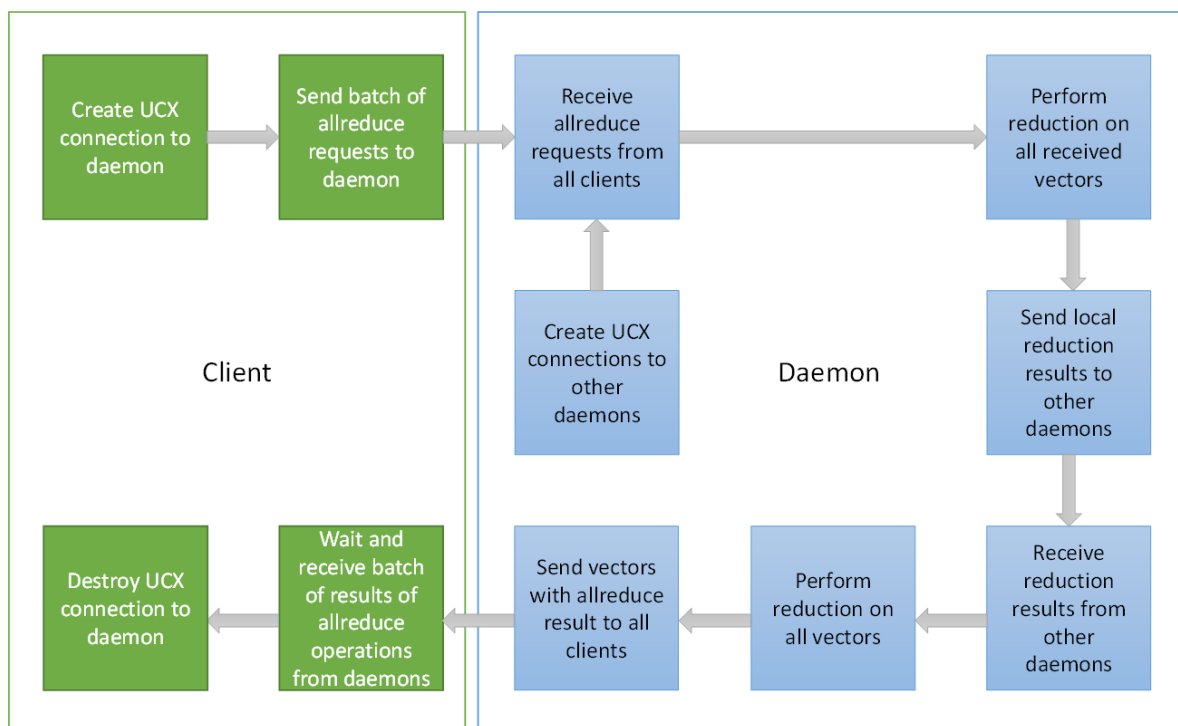 Create UCX
connection to
daemon
Send batch of
allreduce
requests to
daemon
Receive
allreduce
requests from
all clients
Perform
reduction on
all received
vectors
Client
Create UCX
connections to
other
daemons
Daemon
Send local
reduction
results to
other
daemons
Destroy UCX
connection to
daemon
Wait and
receive batch
of results of
allreduce
operations
from daemons
Send vectors
with allreduce
result to all
clients
Perform
reduction on
all vectors
Receive
reduction
results from
other
daemons